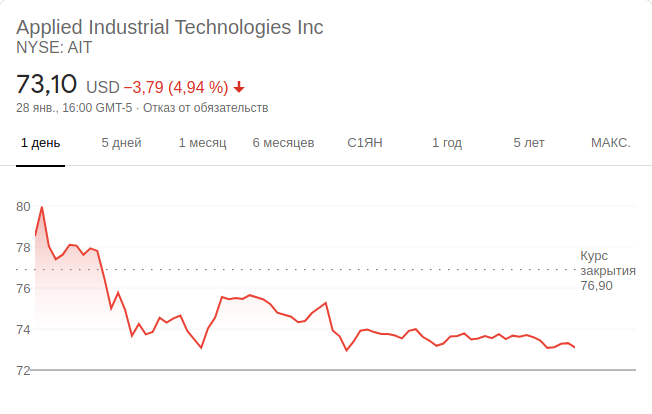 Applied Industrial Technologies Inc
NYSE: AIT
73,10 USD −3,79 (4,94 %)
28 янв., 16:00 GMT-5 · Отказ от обязательств
1 день 5 дней 1 месяц 6 месяцев С1ЯН 1 год 5 лет МАКС.
80
78
Курс
закрытия
76,90
76
74
72